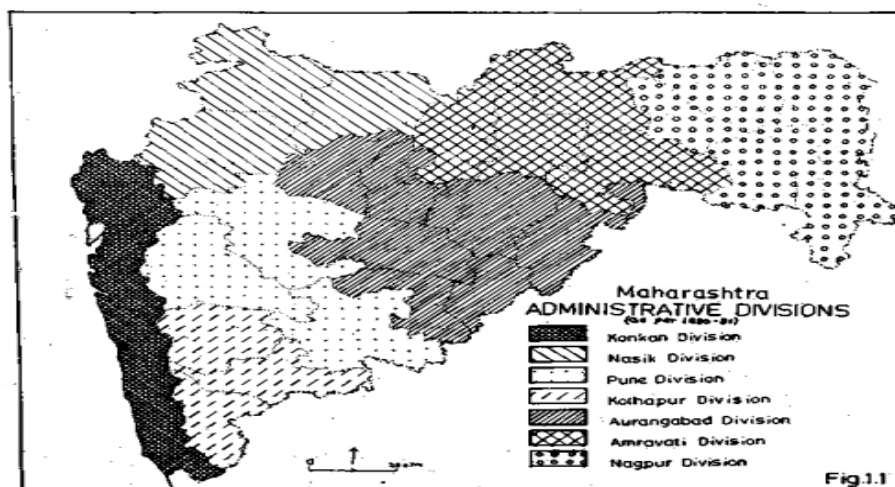 Maharashtra
ADMINISTRATIVE DIVISIONS
Konkan Division
Nasik Division
Pune Division
Kolhapur Division
Aurangabad Division
Amravati Division
Nagpur Division
Fig.1.1